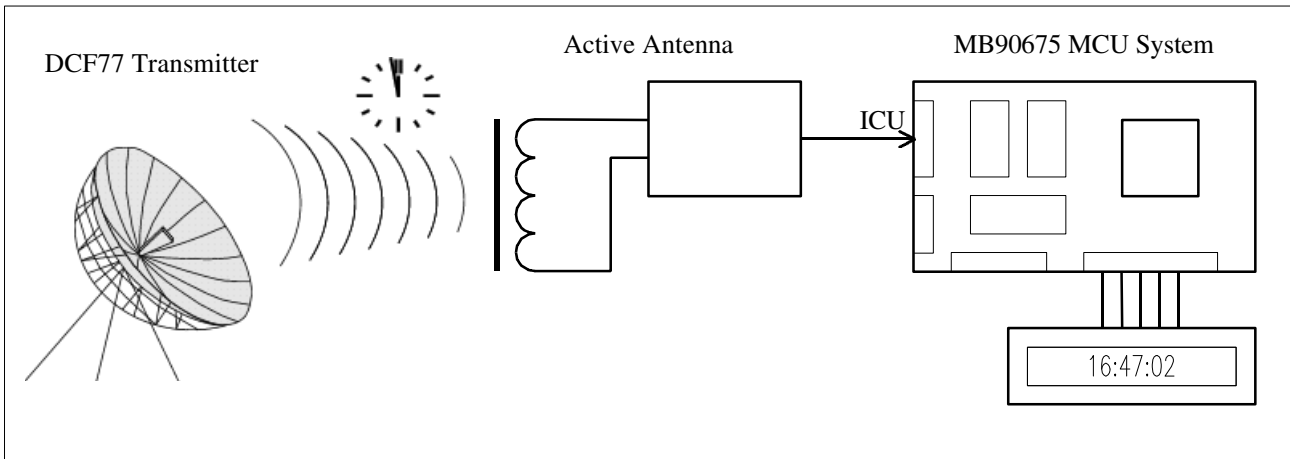 DCF77 Transmitter
Active Antenna
MB90675 MCU System
ICU
16:47:02